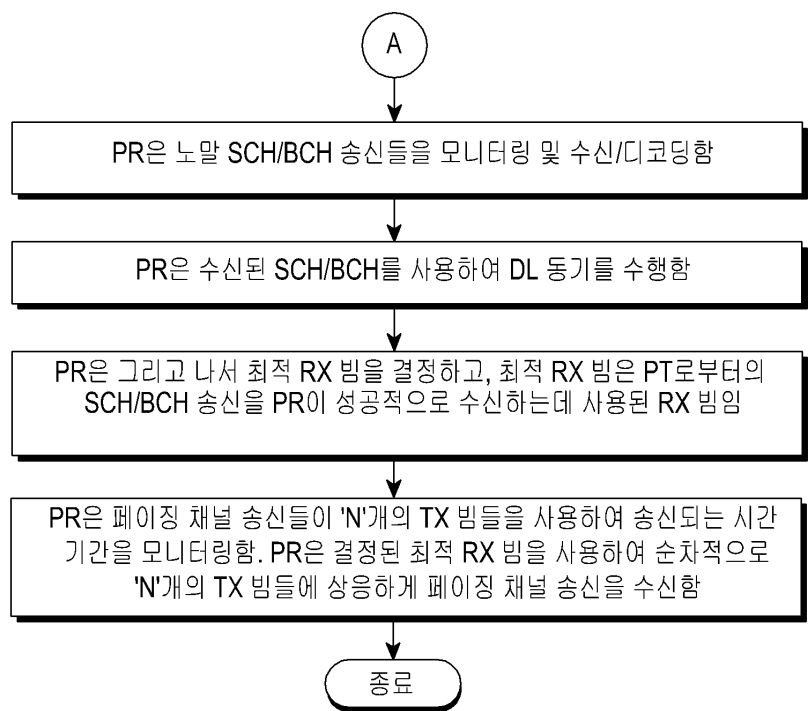 A
PR은 노말 SCH/BCH 송신들을 모니터링 및 수신/디코딩함
PR은 수신된 SCH/BCH를 사용하여 DL 동기를 수행함
PR은 그리고 나서 최적 RX 빔을 결정하고, 최적 RX 빔은 PT로부터의
SCH/BCH 송신을 PR이 성공적으로 수신하는데 사용된 RX 빔임
PR은 페이징 채널 송신들이 'N'개의 TX 빔들을 사용하여 송신되는 시간
기간을 모니터링함. PR은 결정된 최적 RX 빔을 사용하여 순차적으로
'N'개의 TX 빔들에 상응하게 페이징 채널 송신을 수신함
종료